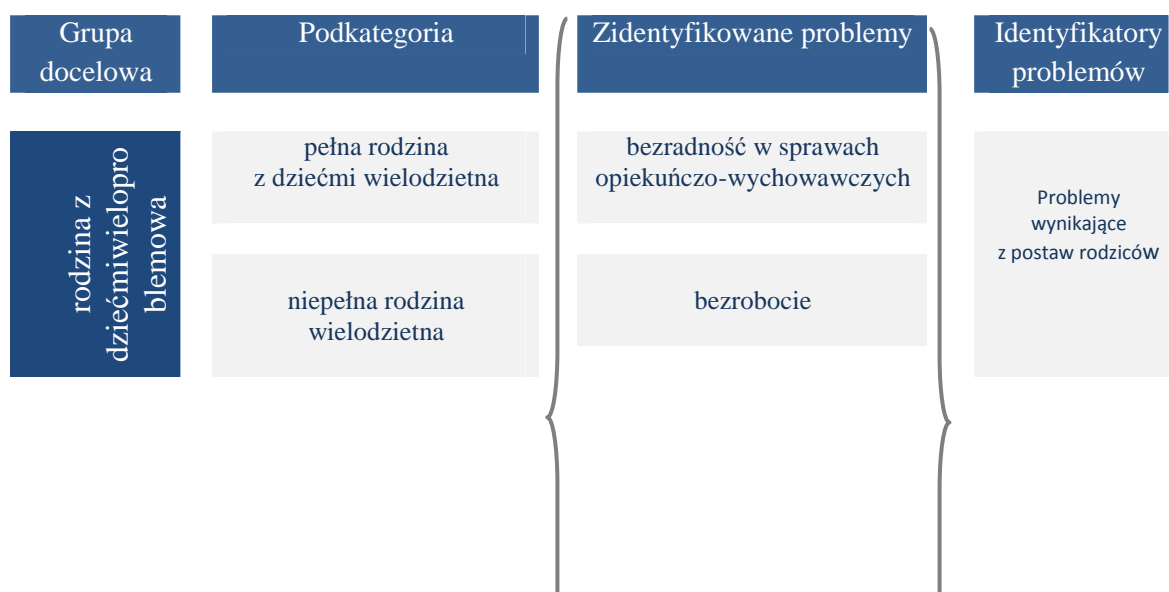 Grupa
docelowa
Podkategoria
Zidentyfikowane problemy
Identyfikatory
problemów
rodzina z
dziećmiwielopro
blemowa
pełna rodzina
z dziećmi wielodzietna
bezradność w sprawach
opiekuńczo-wychowawczych
Problemy
wynikające
z postaw rodziców
niepełna rodzina
wielodzietna
bezrobocie